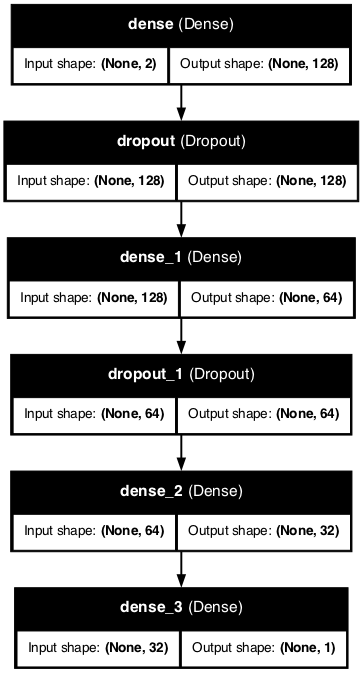 dense (Dense)
Input shape: (None, 2) Output shape: (None, 128)
dropout (Dropout)
Input shape: (None, 128) Output shape: (None, 128)
dense_1 (Dense)
Input shape: (None, 128) Output shape: (None, 64)
dropout_1 (Dropout)
Input shape: (None, 64) Output shape: (None, 64)
dense_2 (Dense)
Input shape: (None, 64) Output shape: (None, 32)
dense_3 (Dense)
Input shape: (None, 32) Output shape: (None, 1)